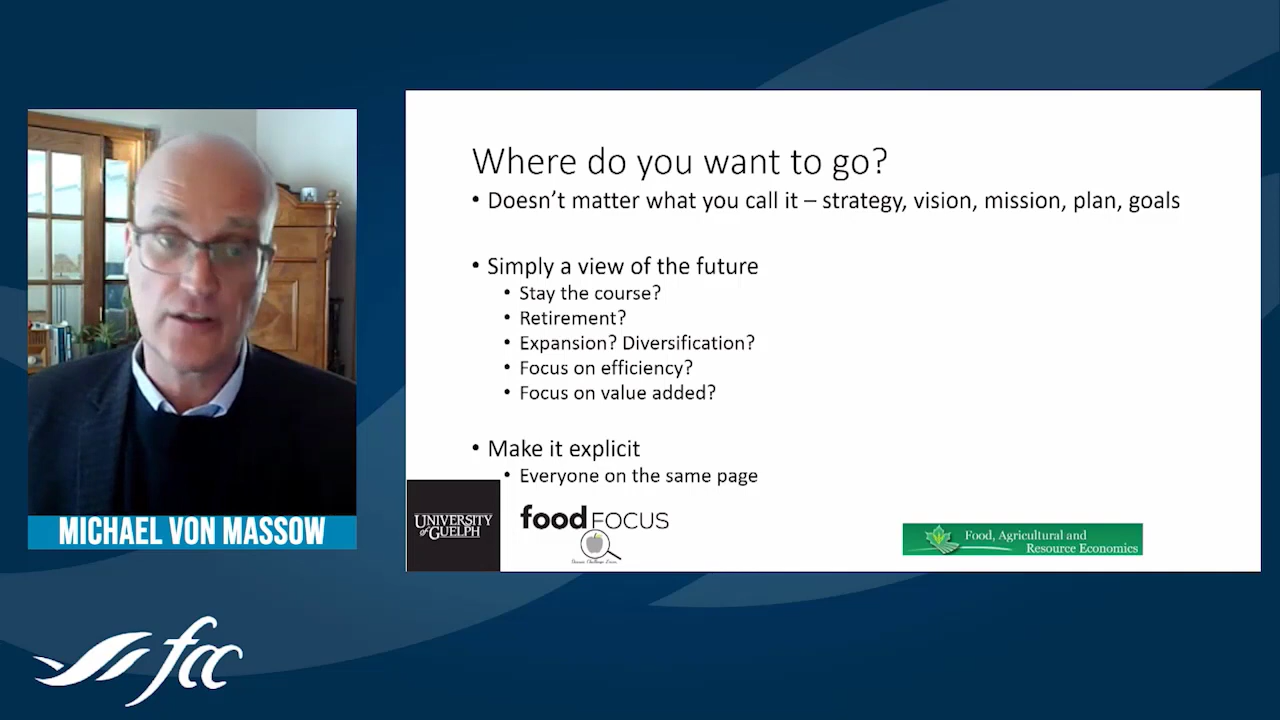 Where do you want to go?
• Doesn't matter what you call it – strategy, vision, mission, plan, goals
• Simply a view of the future
• Stay the course?
• Retirement?
• Expansion? Diversification?
• Focus on efficiency?
• Focus on value added?
• Make it explicit
• Everyone on the same page
UNIVERSITY
of GUELPH
food FOCUS
Food, Agricultural and
Resource Economics
MICHAEL VON MASSOW
fcc